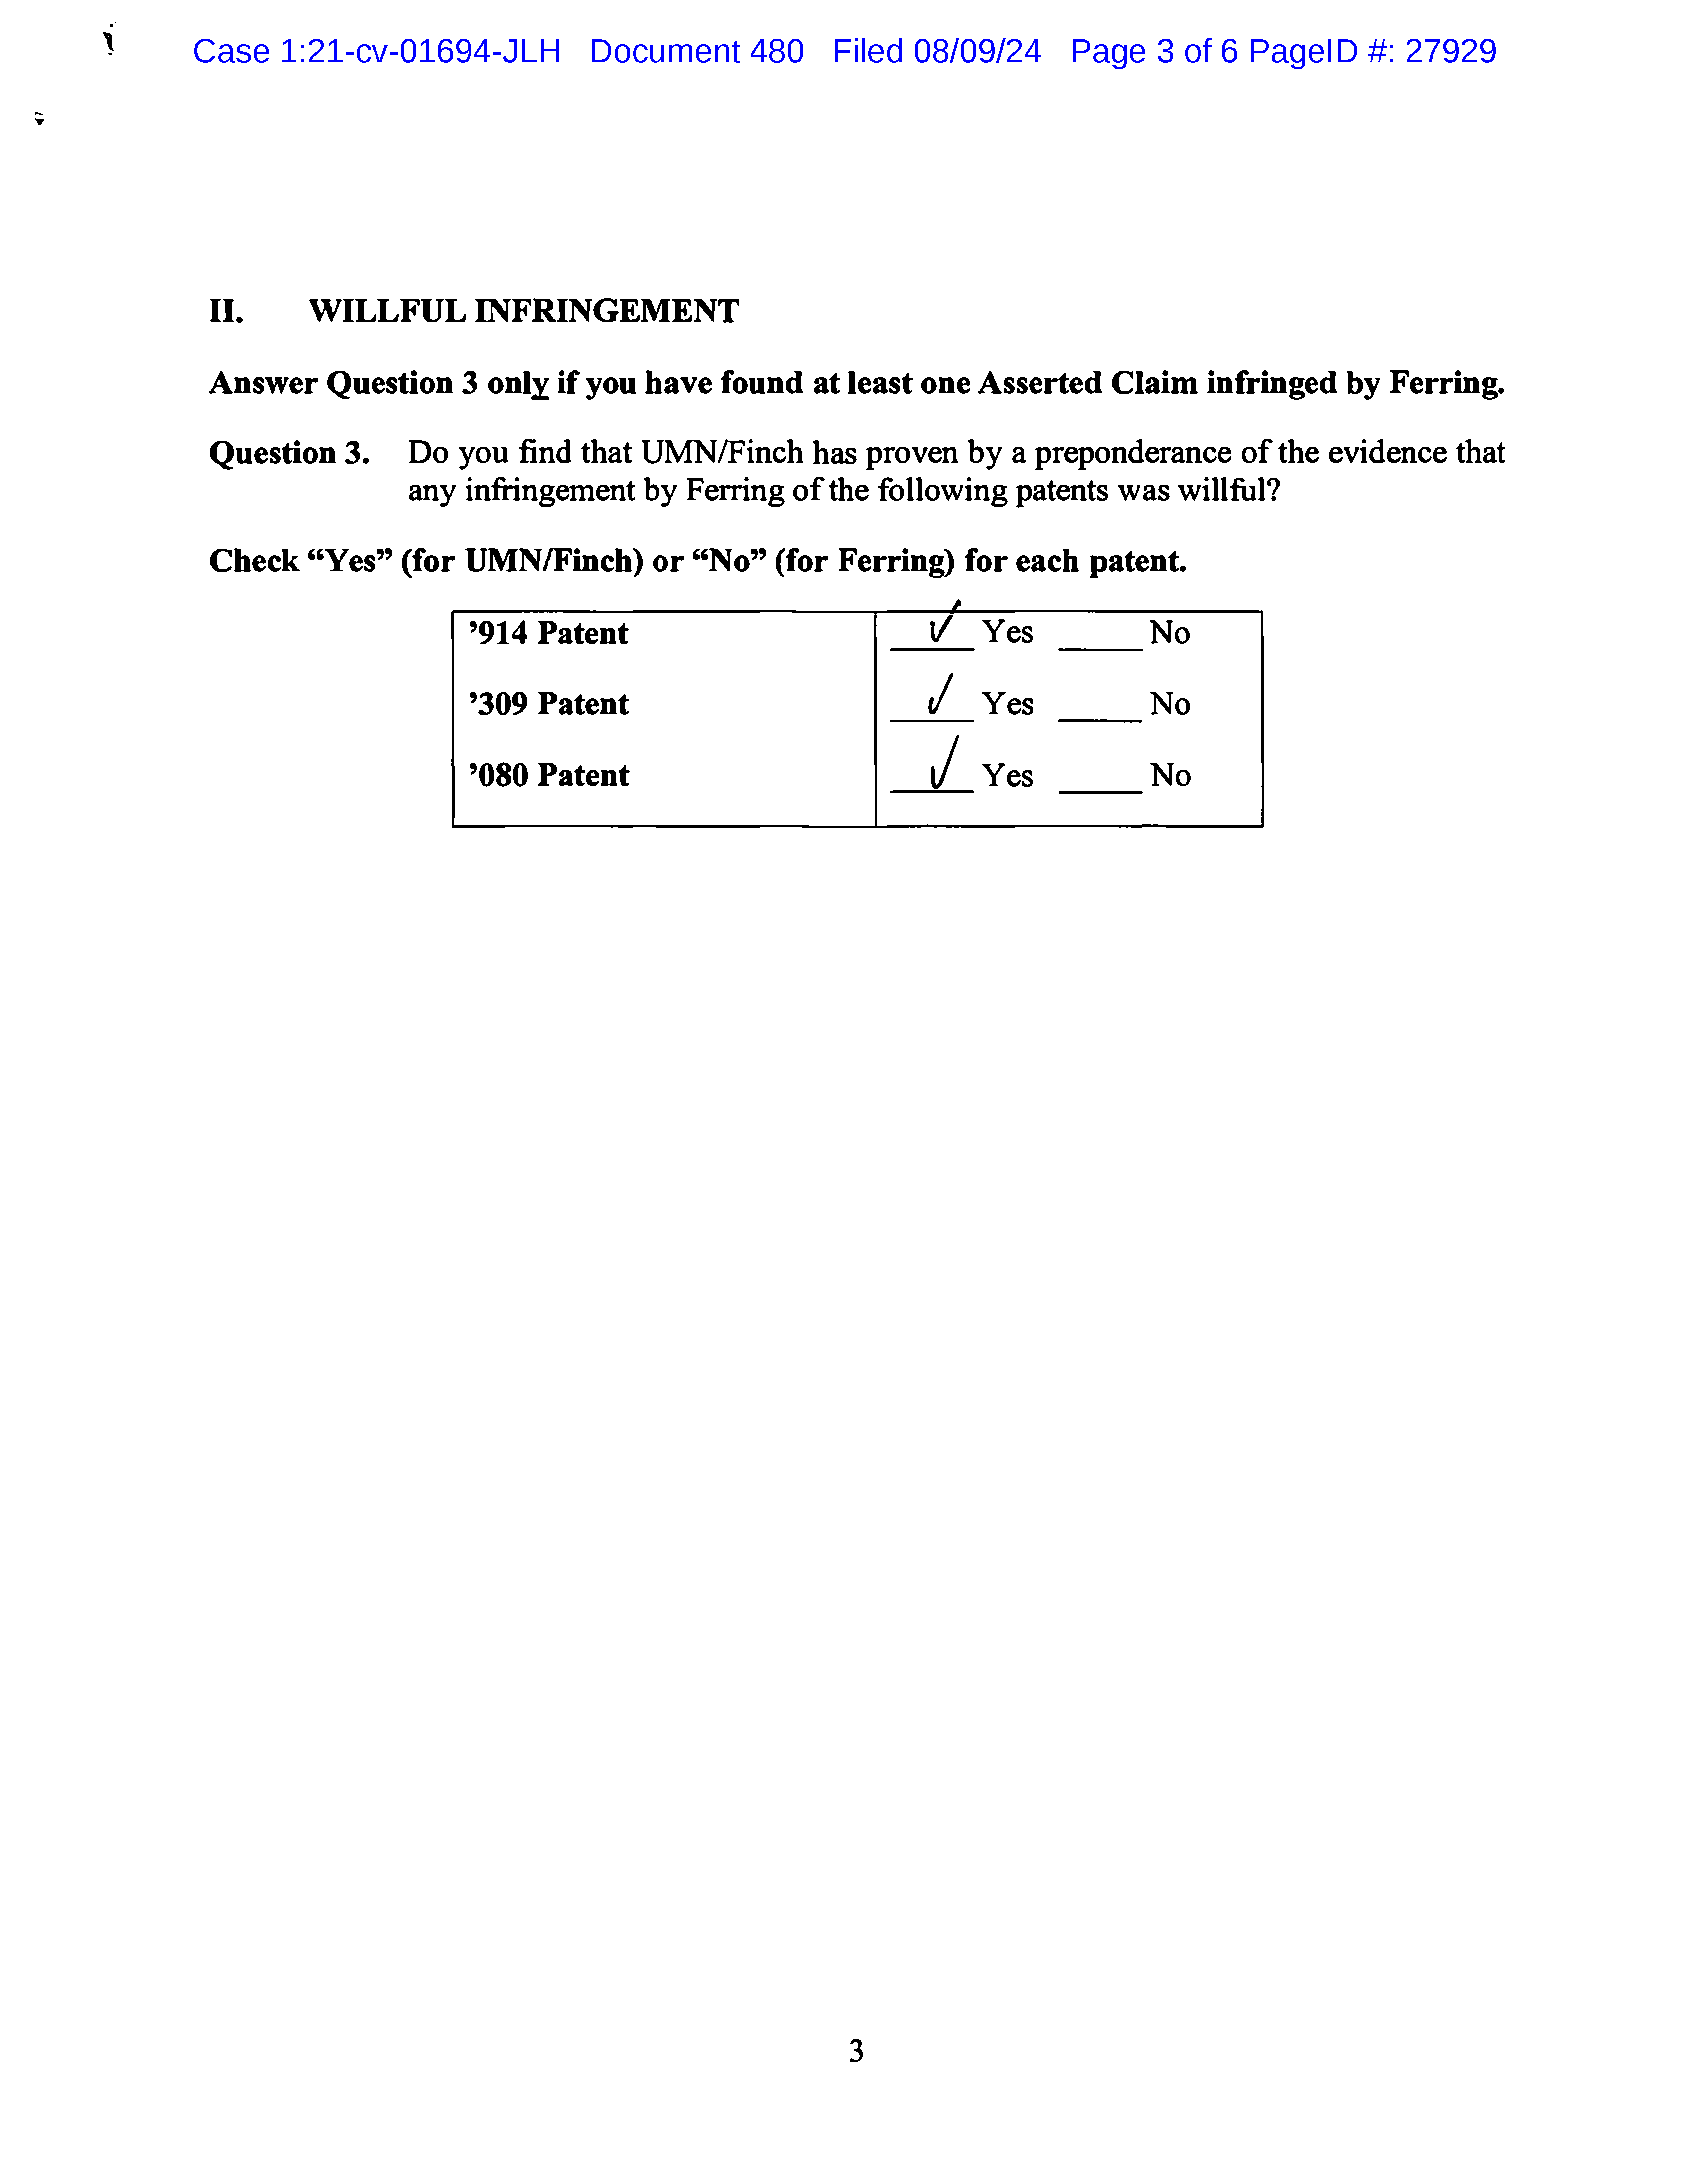 Case 1:21-cv-01694-JLH Document 480 Filed 08/09/24 Page 3 of 6 PageID #: 27929
II. WILLFUL INFRINGEMENT
Answer Question 3 only if you have found at least one Asserted Claim infringed by Ferring.
Question 3. Do you find that UMN/Finch has proven by a preponderance of the evidence that
any infringement by Ferring of the following patents was willful?
Check “Yes” (for UMN/Finch) or “No” (for Ferring) for each patent.
’914 Patent ✓ Yes ____ No
’309 Patent ✓ Yes ____ No
’080 Patent ✓ Yes ____ No
3